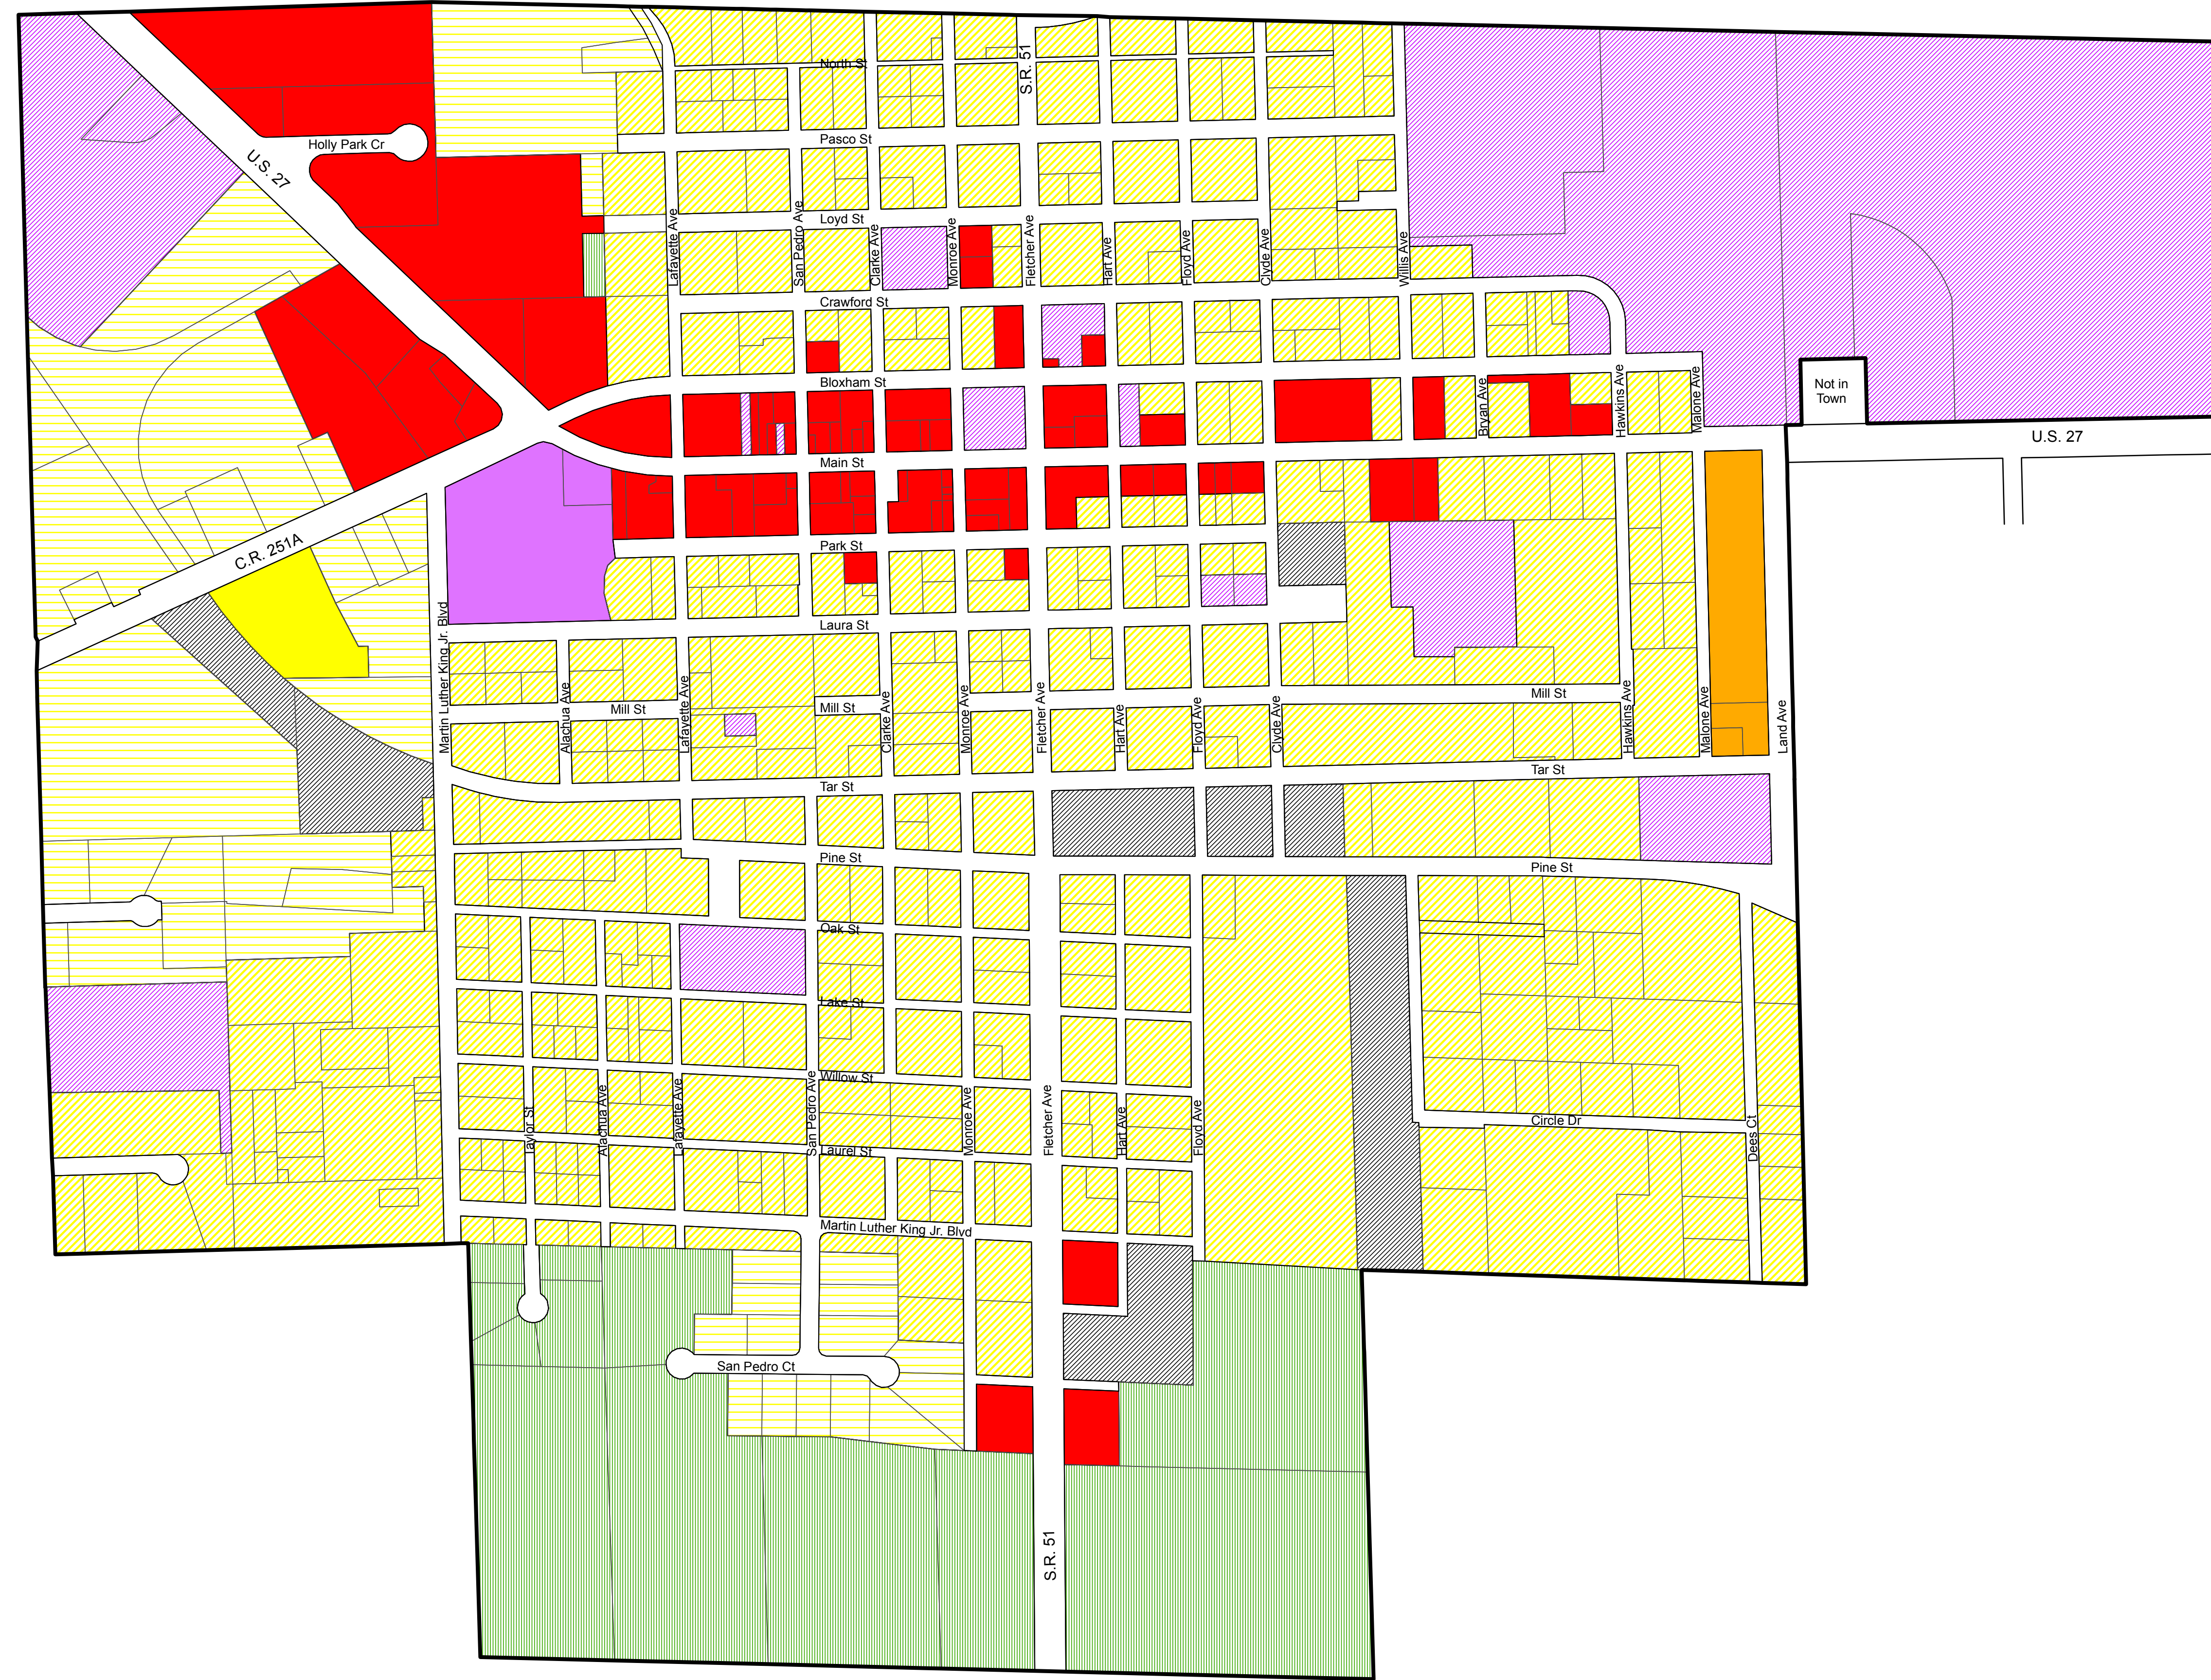 North St
S.R. 51
Pasco St
Holly Park Cr
U.S. 27
Loyd St
Lafayette Ave
San Pedro Ave
Clarke Ave
Monroe Ave
Fletcher Ave
Hart Ave
Floyd Ave
Clyde Ave
Willis Ave
Crawford St
Bloxham St
Bryan Ave
Hawkins Ave
Malone Ave
Not in
Town
U.S. 27
Main St
C.R. 251A
Park St
Laura St
Martin Luther King Jr. Blvd
Alachua Ave
Mill St
Lafayette Ave
Mill St
Clarke Ave
Monroe Ave
Fletcher Ave
Hart Ave
Floyd Ave
Clyde Ave
Mill St
Hawkins Ave
Malone Ave
Land Ave
Tar St
Tar St
Pine St
Pine St
Oak St
Lake St
Willow St
Taylor St
Alachua Ave
Lafayette Ave
San Pedro Ave
Monroe Ave
Fletcher Ave
Hart Ave
Floyd Ave
Circle Dr
Dees Ct
Laurel St
Martin Luther King Jr. Blvd
San Pedro Ct
S.R. 51